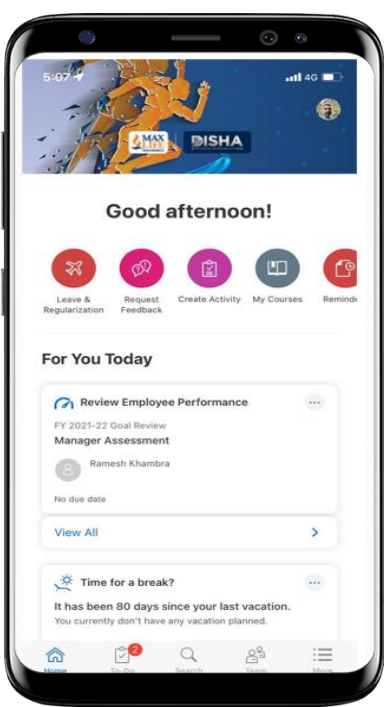 5:07
4G
MAX
LIFE
DISHA
Good afternoon!
Leave &
Regularization
Request
Feedback
Create Activity
My Courses
Reminde
For You Today
Review Employee Performance
FY 2021-22 Goal Review
Manager Assessment
Ramesh Khambra
No due date
View All
Time for a break?
It has been 80 days since your last vacation.
You currently don't have any vacation planned.
2
Home
To-Do
Search
Team
More